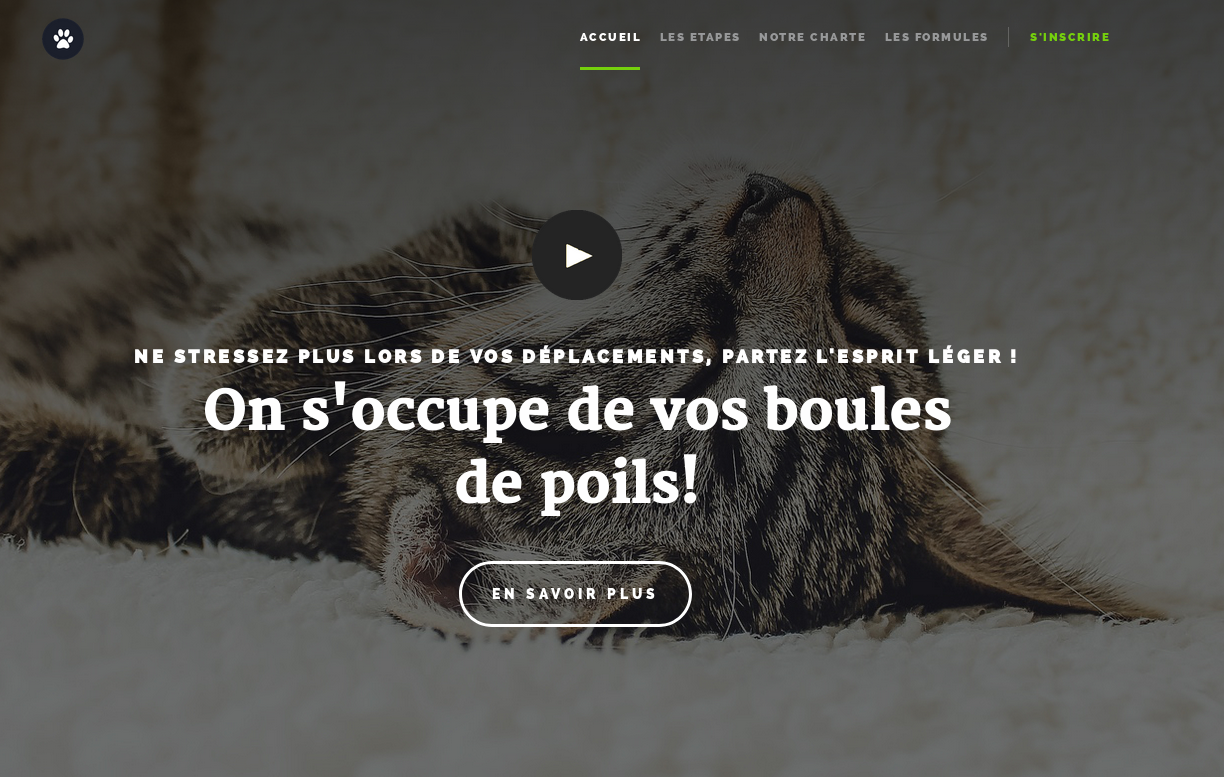 ACCUEIL LES ETAPES NOTRE CHARTE LES FORMULES S'INSCRIRE
NE STRESSEZ PLUS LORS DE VOS DÉPLACEMENTS, PARTEZ L'ESPRIT LÉGER !
On s'occupe de vos boules
de poils!
EN SAVOIR PLUS